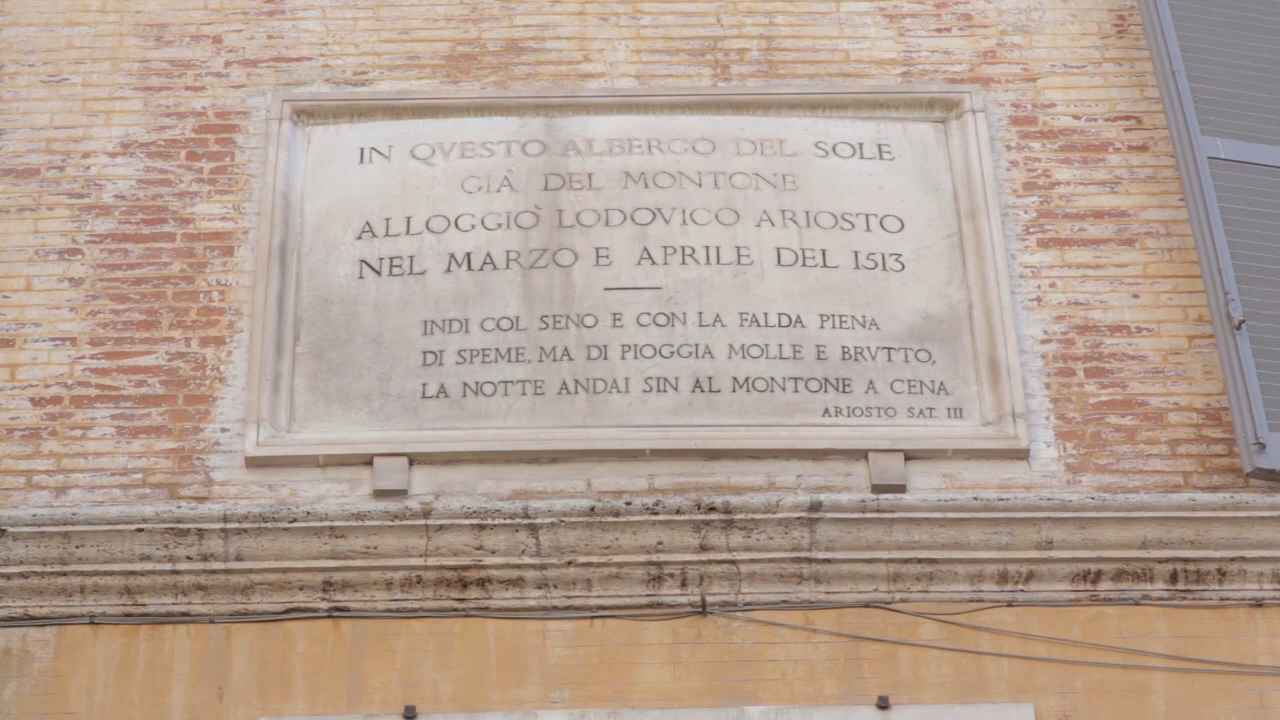 IN QVESTO ALBERGO DEL SOLE
GIÀ DEL MONTONE
ALLOGGIÒ LODOVICO ARIOSTO
NEL MARZO E APRILE DEL 1513
INDI COL SENO E CON LA FALDA PIENA
DI SPEME, MA DI PIOGGIA MOLLE E BRVTTO,
LA NOTTE ANDAI SIN AL MONTONE A CENA
ARIOSTO SAT. III